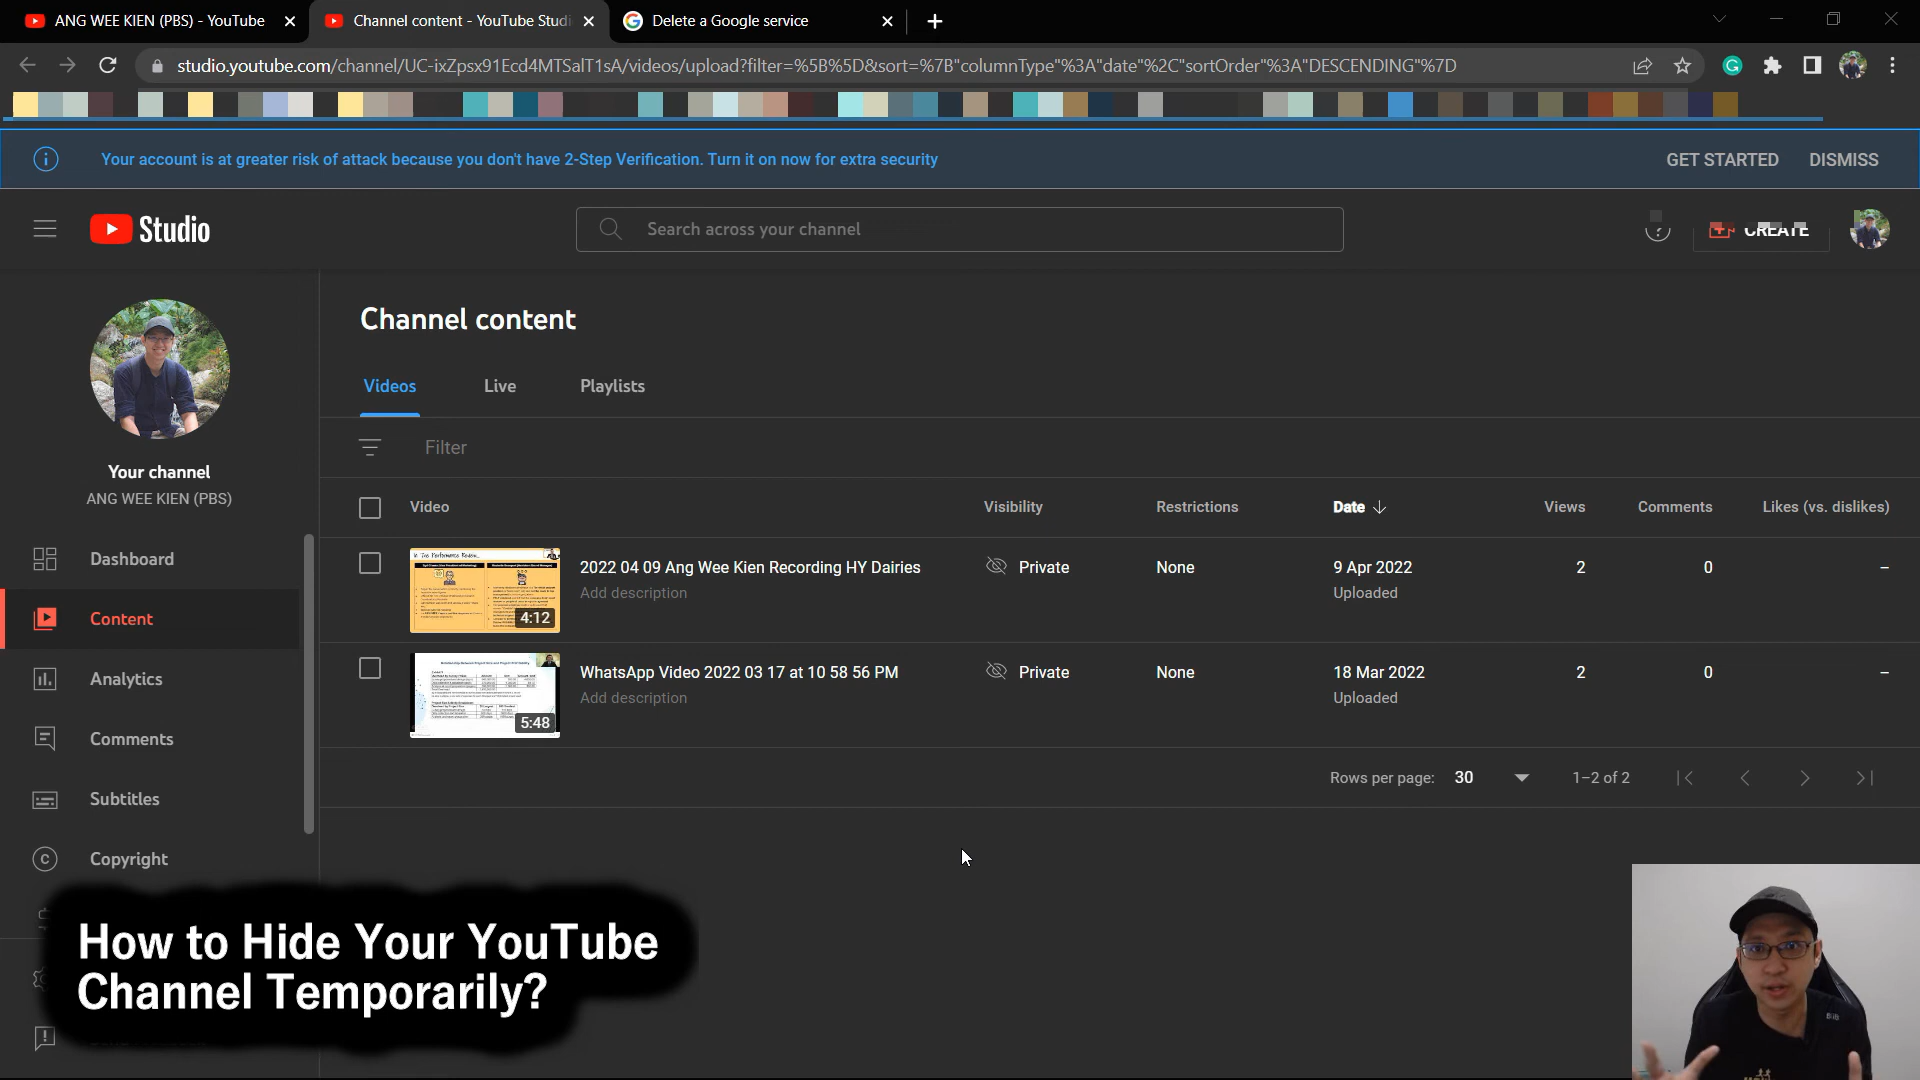 ANG WEE KIEN (PBS) - YouTube
Channel content - YouTube Studi
Delete a Google service
studio.youtube.com/channel/UC-ixZpsx91Ecd4MTSalT1sA/videos/upload?filter=%5B%5D&sort=%7B"columnType"%3A"date"%2C"sortOrder"%3A"DESCENDING"%7D
Your account is at greater risk of attack because you don't have 2-Step Verification. Turn it on now for extra security
GET STARTED
DISMISS
Studio
Search across your channel
CREATE
Channel content
Videos
Live
Playlists
Filter
Your channel
ANG WEE KIEN (PBS)
Dashboard
Content
Analytics
Comments
Subtitles
Copyright
Video
Visibility
Restrictions
Date
Views
Comments
Likes (vs. dislikes)
4:12
2022 04 09 Ang Wee Kien Recording HY Dairies
Add description
Private
None
9 Apr 2022
Uploaded
2
0
–
5:48
WhatsApp Video 2022 03 17 at 10 58 56 PM
Add description
Private
None
18 Mar 2022
Uploaded
2
0
–
Rows per page:
30
1–2 of 2
How to Hide Your YouTube
Channel Temporarily?